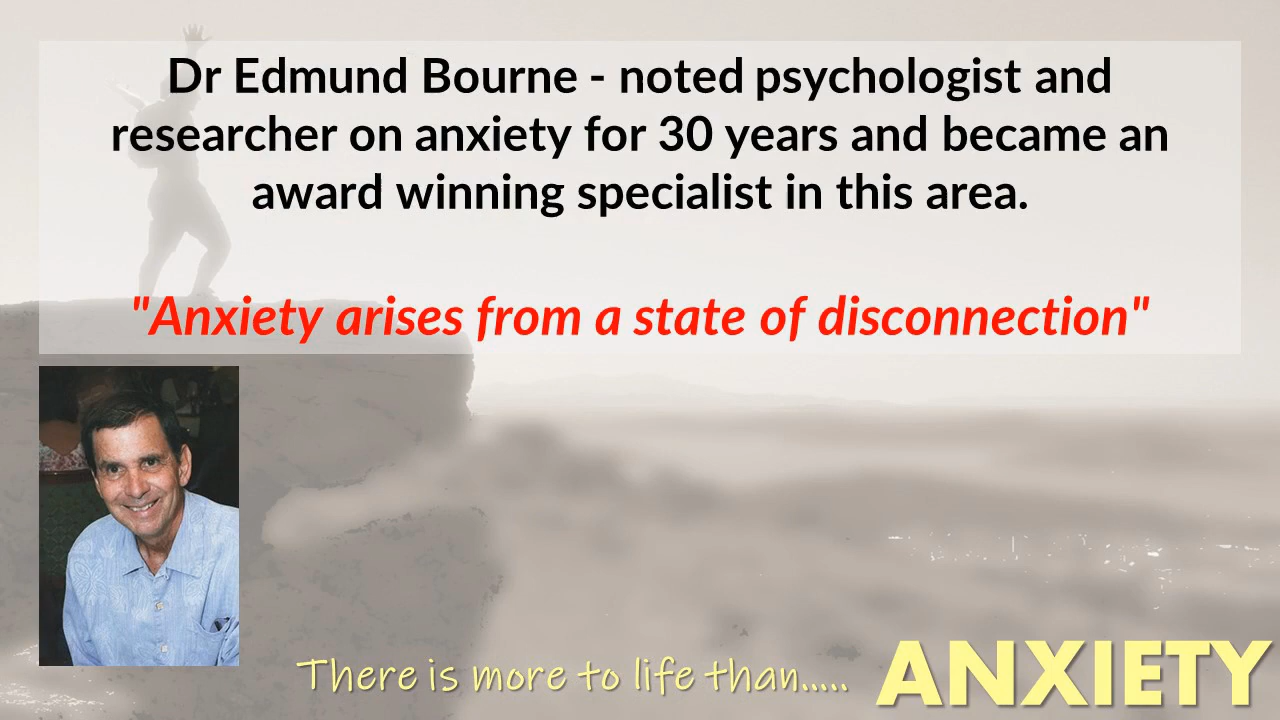 Dr Edmund Bourne - noted psychologist and
researcher on anxiety for 30 years and became an
award winning specialist in this area.
"Anxiety arises from a state of disconnection"
There is more to life than..... ANXIETY